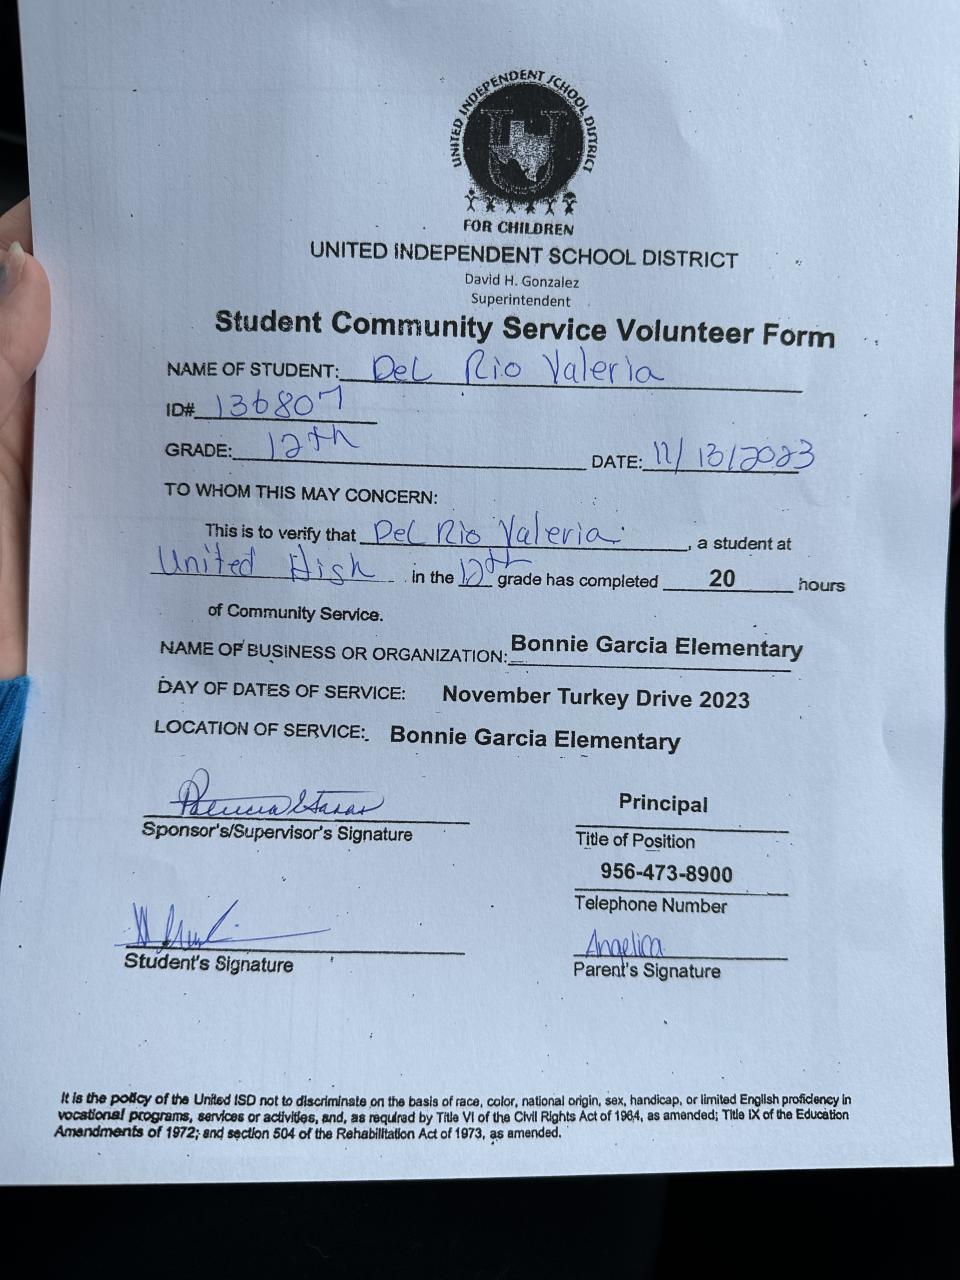 UNITED INDEPENDENT SCHOOL DISTRICT
U
FOR CHILDREN
UNITED INDEPENDENT SCHOOL DISTRICT
David H. Gonzalez
Superintendent
Student Community Service Volunteer Form
NAME OF STUDENT: Del Rio Valeria
ID# 136807
GRADE: 12th DATE: 11/13/2023
TO WHOM THIS MAY CONCERN:
This is to verify that Del Rio Valeria, a student at
United High in the 12th grade has completed 20 hours
of Community Service.
NAME OF BUSINESS OR ORGANIZATION: Bonnie Garcia Elementary
DAY OF DATES OF SERVICE: November Turkey Drive 2023
LOCATION OF SERVICE: Bonnie Garcia Elementary
Principal
Sponsor's/Supervisor's Signature Title of Position
956-473-8900
Telephone Number
Angelica
Student's Signature Parent's Signature
It is the policy of the United ISD not to discriminate on the basis of race, color, national origin, sex, handicap, or limited English proficiency in
vocational programs, services or activities, and, as required by Title VI of the Civil Rights Act of 1964, as amended; Title IX of the Education
Amendments of 1972; and section 504 of the Rehabilitation Act of 1973, as amended.